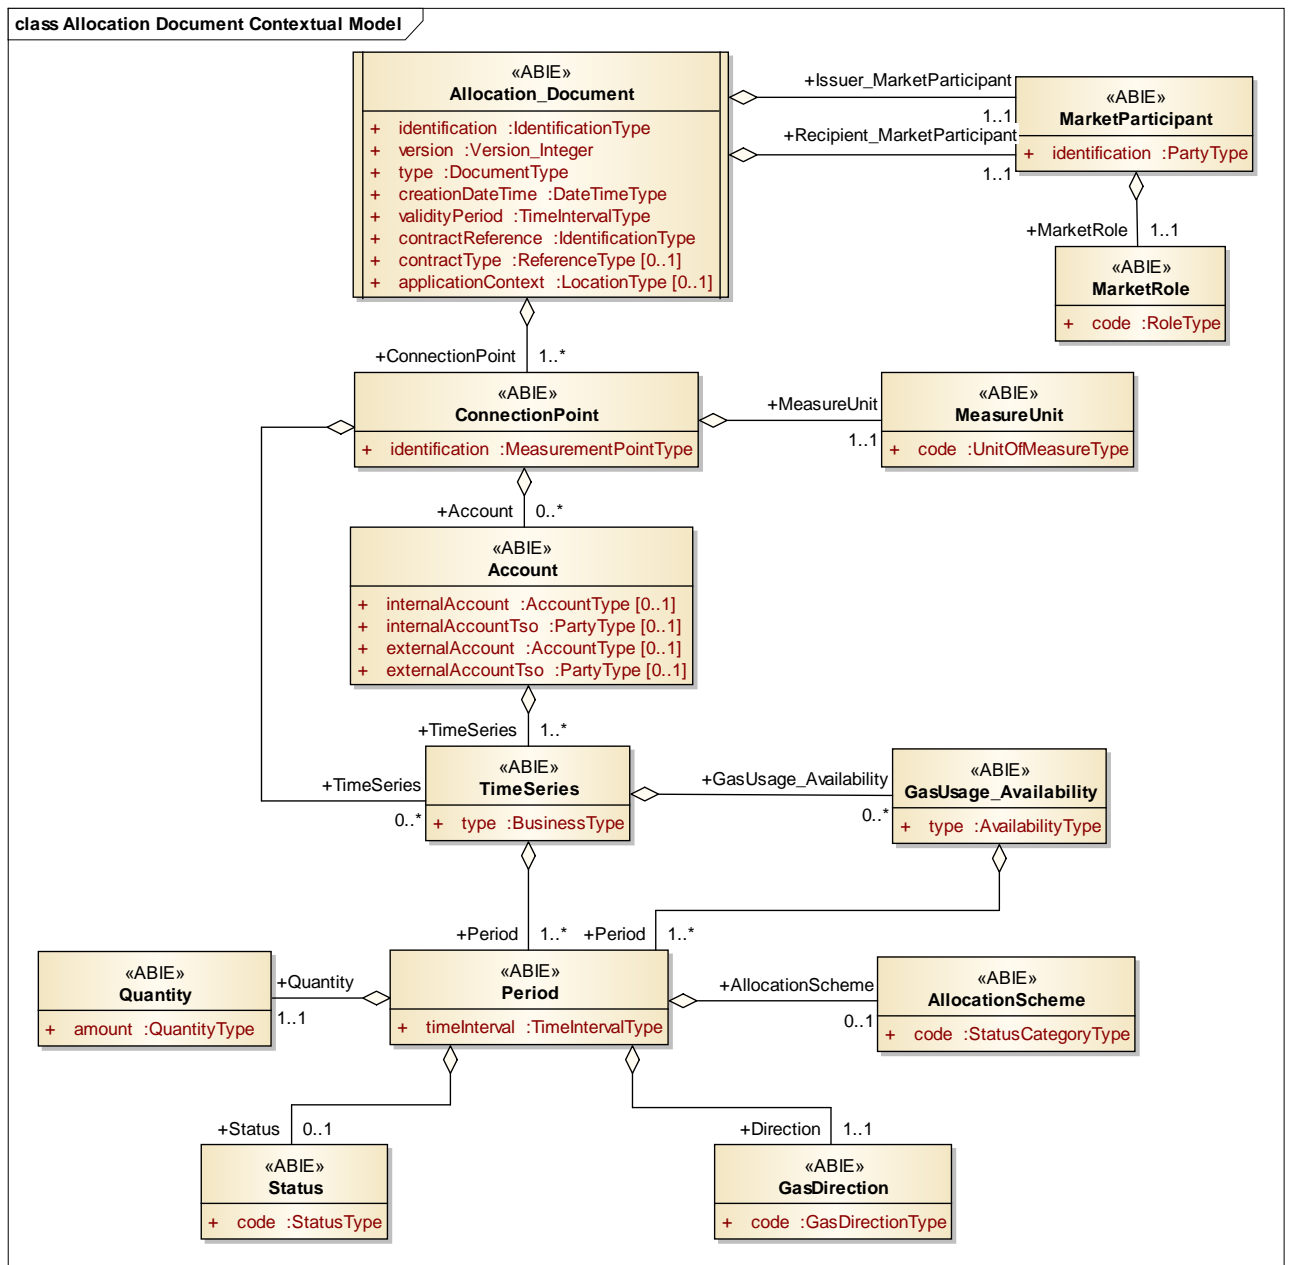 class Allocation Document Contextual Model
«ABIE»
Allocation_Document
+ identification :IdentificationType
+ version :Version_Integer
+ type :DocumentType
+ creationDateTime :DateTimeType
+ validityPeriod :TimeIntervalType
+ contractReference :IdentificationType
+ contractType :ReferenceType [0..1]
+ applicationContext :LocationType [0..1]
+Issuer_MarketParticipant
1..1
+Recipient_MarketParticipant
1..1
«ABIE»
MarketParticipant
+ identification :PartyType
+MarketRole 1..1
«ABIE»
MarketRole
+ code :RoleType
+ConnectionPoint 1..*
«ABIE»
ConnectionPoint
+ identification :MeasurementPointType
+MeasureUnit
1..1
«ABIE»
MeasureUnit
+ code :UnitOfMeasureType
+Account 0..*
«ABIE»
Account
+ internalAccount :AccountType [0..1]
+ internalAccountTso :PartyType [0..1]
+ externalAccount :AccountType [0..1]
+ externalAccountTso :PartyType [0..1]
+TimeSeries 1..*
+TimeSeries
0..*
«ABIE»
TimeSeries
+ type :BusinessType
+GasUsage_Availability
0..*
«ABIE»
GasUsage_Availability
+ type :AvailabilityType
+Period 1..*
+Period 1..*
«ABIE»
Quantity
+ amount :QuantityType
+Quantity
1..1
«ABIE»
Period
+ timeInterval :TimeIntervalType
+AllocationScheme
0..1
«ABIE»
AllocationScheme
+ code :StatusCategoryType
+Status 0..1
«ABIE»
Status
+ code :StatusType
+Direction 1..1
«ABIE»
GasDirection
+ code :GasDirectionType